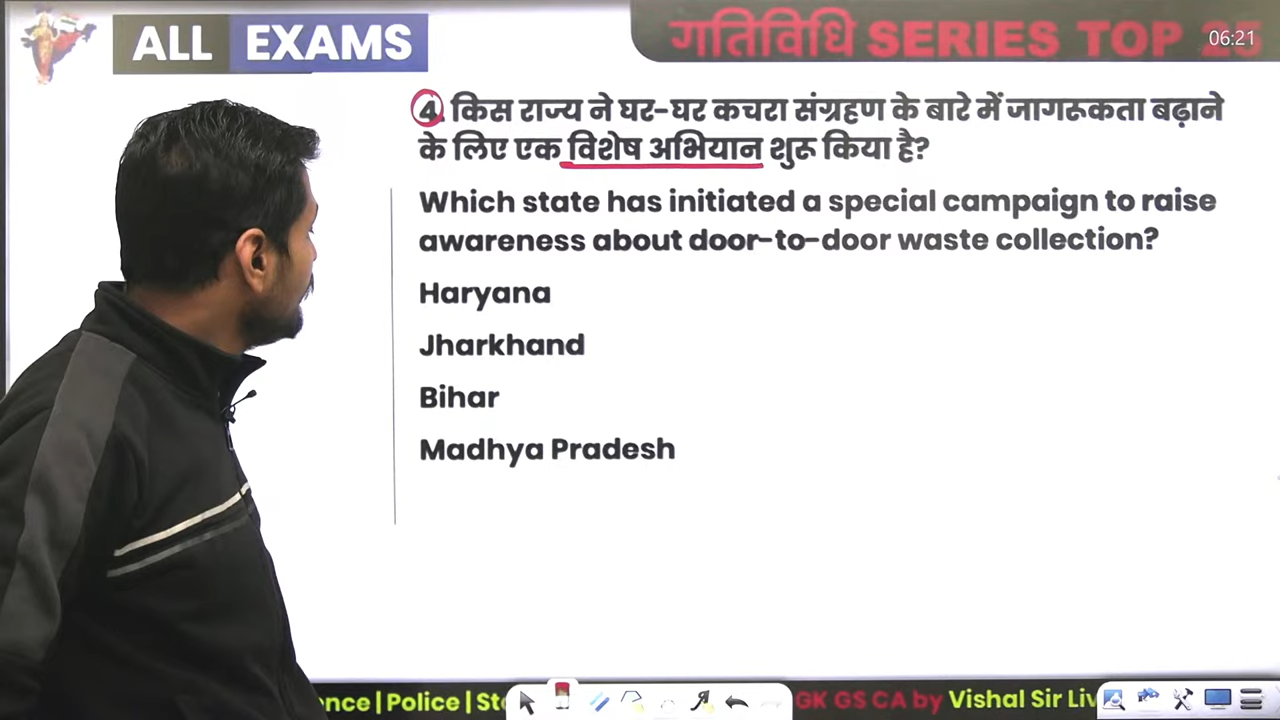 ALL EXAMS
गतिविधि SERIES TOP 25
06:21
4. किस राज्य ने घर-घर कचरा संग्रहण के बारे में जागरूकता बढ़ाने
के लिए एक विशेष अभियान शुरू किया है?
Which state has initiated a special campaign to raise
awareness about door-to-door waste collection?
Haryana
Jharkhand
Bihar
Madhya Pradesh
| Police |
GK GS CA by Vishal Sir